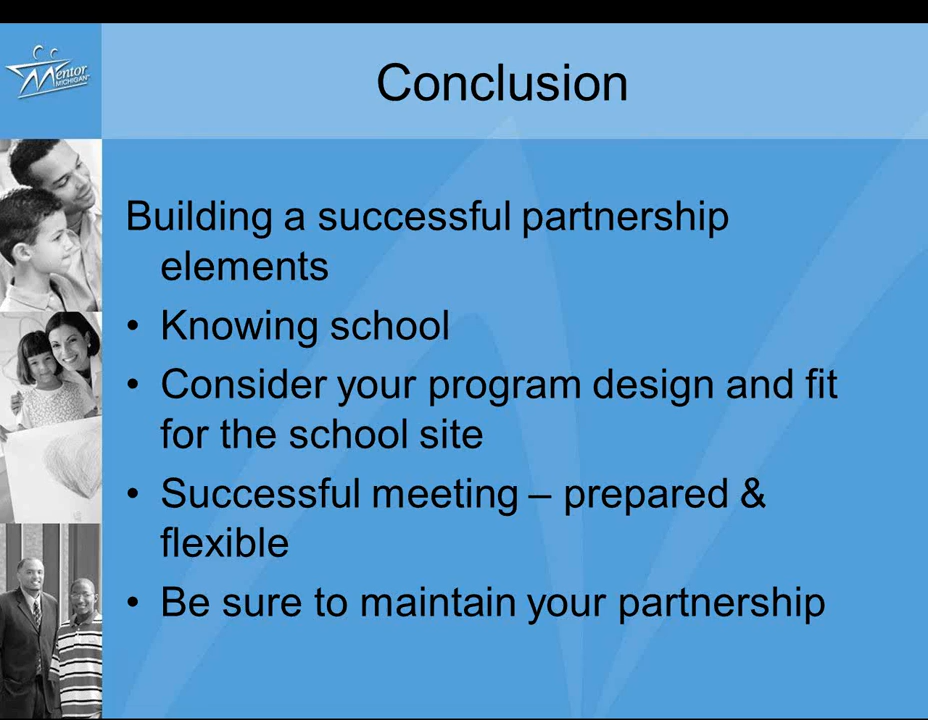 Mentor
MICHIGAN
Conclusion
Building a successful partnership
elements
• Knowing school
• Consider your program design and fit
for the school site
• Successful meeting – prepared &
flexible
• Be sure to maintain your partnership